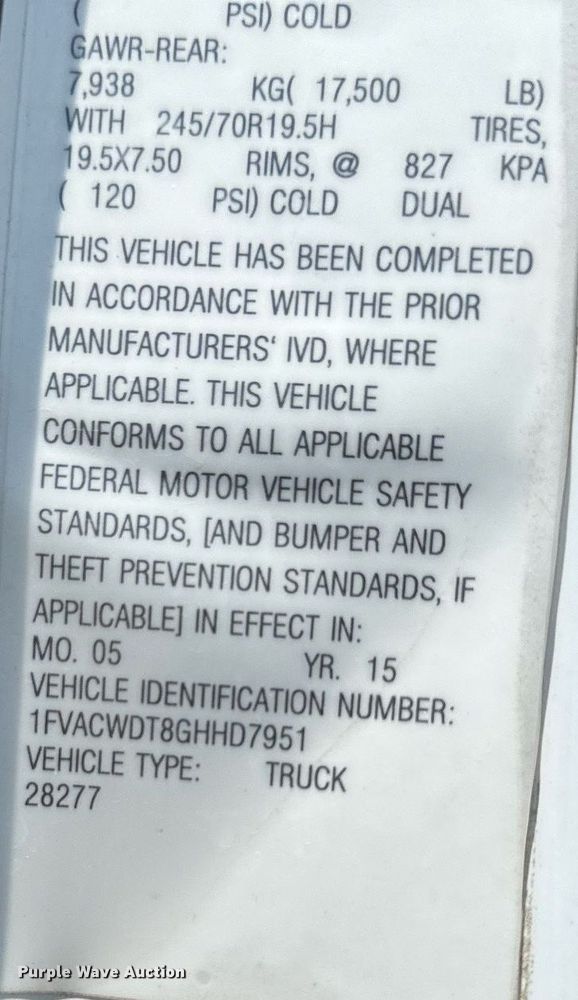 ( PSI) COLD
GAWR-REAR:
7,938 KG( 17,500 LB)
WITH 245/70R19.5H TIRES,
19.5X7.50 RIMS, @ 827 KPA
( 120 PSI) COLD DUAL
THIS VEHICLE HAS BEEN COMPLETED
IN ACCORDANCE WITH THE PRIOR
MANUFACTURERS' IVD, WHERE
APPLICABLE. THIS VEHICLE
CONFORMS TO ALL APPLICABLE
FEDERAL MOTOR VEHICLE SAFETY
STANDARDS, [AND BUMPER AND
THEFT PREVENTION STANDARDS, IF
APPLICABLE] IN EFFECT IN:
MO. 05 YR. 15
VEHICLE IDENTIFICATION NUMBER:
1FVACWDT8GHHD7951
VEHICLE TYPE: TRUCK
28277
Purple Wave Auction